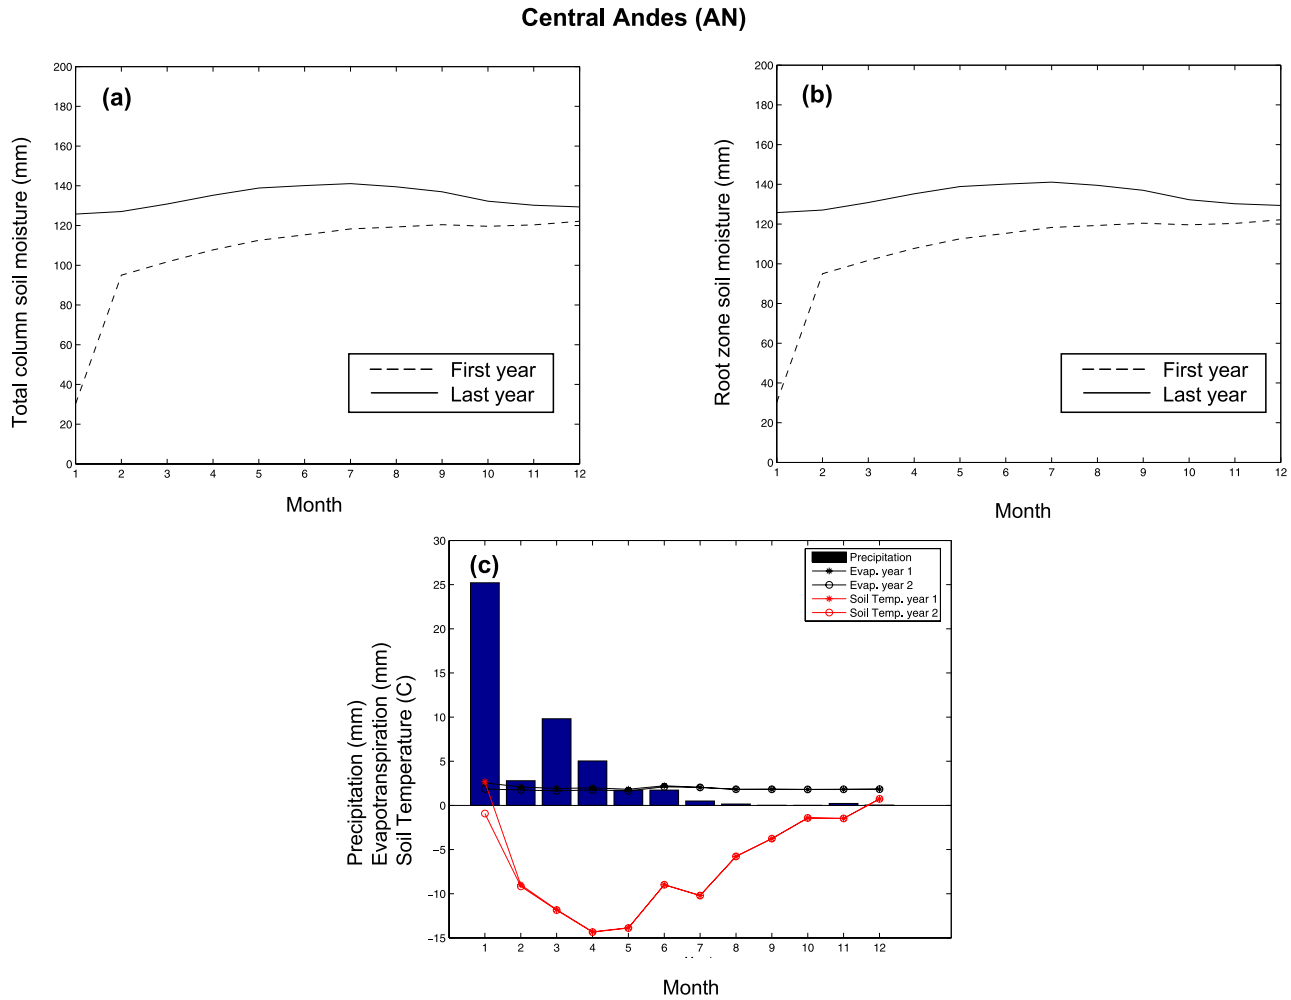 Central Andes (AN)
(a)
200
180
160
140
120
100
80
60
40
20
0
Total column soil moisture (mm)
First year
Last year
1 2 3 4 5 6 7 8 9 10 11 12
Month
(b)
200
180
160
140
120
100
80
60
40
20
0
Root zone soil moisture (mm)
First year
Last year
1 2 3 4 5 6 7 8 9 10 11 12
Month
(c)
30
25
20
15
10
5
0
−5
−10
−15
Precipitation (mm)
Evapotranspiration (mm)
Soil Temperature (C)
Precipitation
Evap. year 1
Evap. year 2
Soil Temp. year 1
Soil Temp. year 2
1 2 3 4 5 6 7 8 9 10 11 12
Month